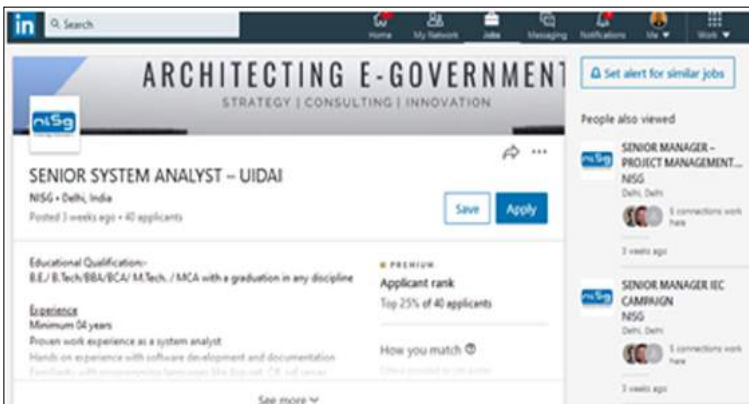 in
Search
Home
My Network
Jobs
Messaging
Notifications
Me
Work
ARCHITECTING E-GOVERNMENT
STRATEGY | CONSULTING | INNOVATION
niSg
SENIOR SYSTEM ANALYST – UIDAI
NISG • Delhi, India
Posted 3 weeks ago • 40 applicants
Save
Apply
Educational Qualification:-
B.E./ B.Tech/BBA/BCA/ M.Tech. / MCA with a graduation in any discipline
Experience
Minimum 04 years
Proven work experience as a system analyst
Hands on experience with software development and documentation
PREMIUM
Applicant rank
Top 25% of 40 applicants
How you match
See more
Set alert for similar jobs
People also viewed
niSg
SENIOR MANAGER –
PROJECT MANAGEMENT...
NISG
Delhi, Delhi
connections work
here
3 weeks ago
niSg
SENIOR MANAGER IEC
CAMPAIGN
NISG
Delhi, Delhi
connections work
here
3 weeks ago